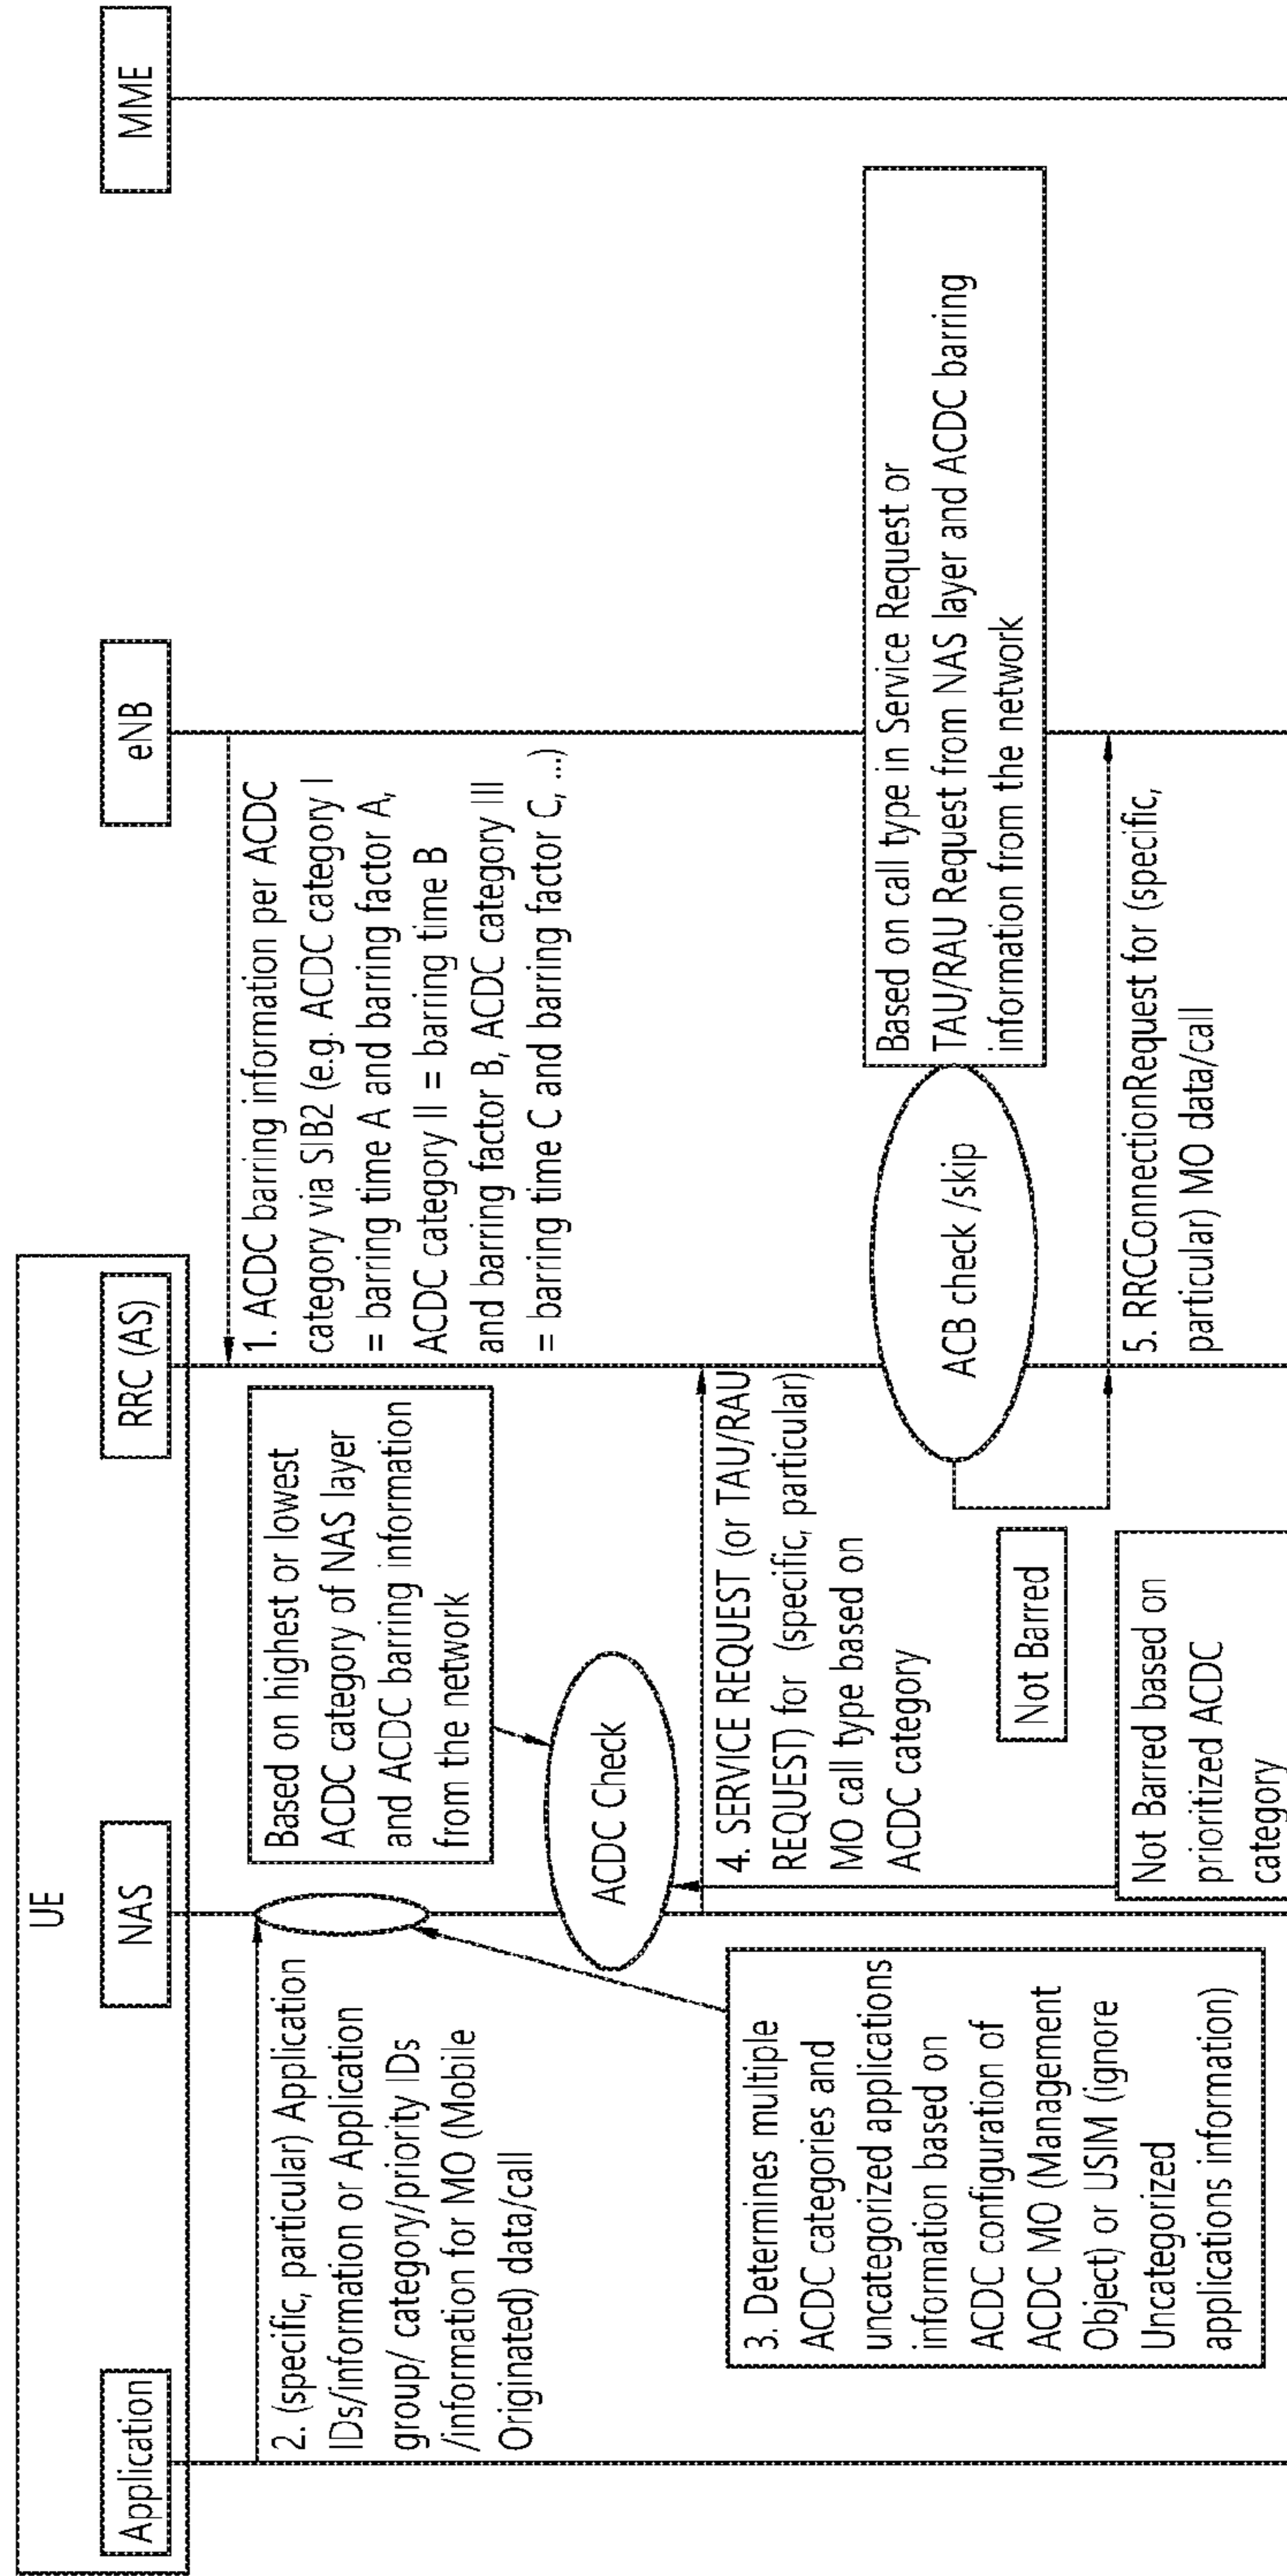 UE
Application
NAS
RRC (AS)
eNB
MME
1. ACDC barring information per ACDC
category via SIB2 (e.g. ACDC category I
= barring time A and barring factor A,
ACDC category II = barring time B
and barring factor B, ACDC category III
= barring time C and barring factor C, ...)
2. (specific, particular) Application
IDs/information or Application
group/ category/priority IDs
/information for MO (Mobile
Originated) data/call
Based on highest or lowest
ACDC category of NAS layer
and ACDC barring information
from the network
ACDC Check
3. Determines multiple
ACDC categories and
uncategorized applications
information based on
ACDC configuration of
ACDC MO (Management
Object) or USIM (ignore
Uncategorized
applications information)
4. SERVICE REQUEST (or TAU/RAU
REQUEST) for (specific, particular)
MO call type based on
ACDC category
Based on call type in Service Request or
TAU/RAU Request from NAS layer and ACDC barring
information from the network
ACB check /skip
Not Barred
5. RRCConnectionRequest for (specific,
particular) MO data/call
Not Barred based on
prioritized ACDC
category